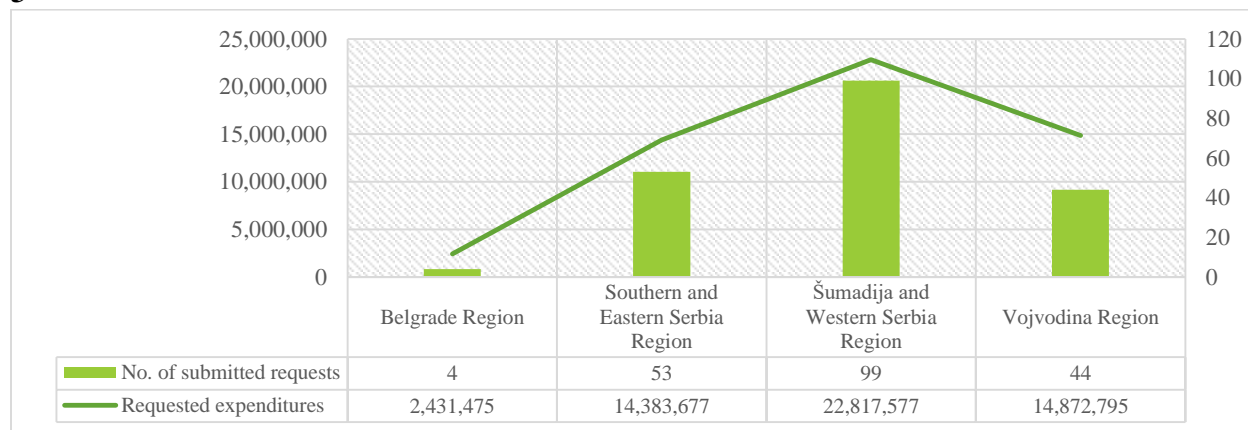 25,000,000
20,000,000
15,000,000
10,000,000
5,000,000
0
120
100
80
60
40
20
0
Belgrade Region
Southern and
Eastern Serbia
Region
Šumadija and
Western Serbia
Region
Vojvodina Region
No. of submitted requests 4 53 99 44
Requested expenditures 2,431,475 14,383,677 22,817,577 14,872,795